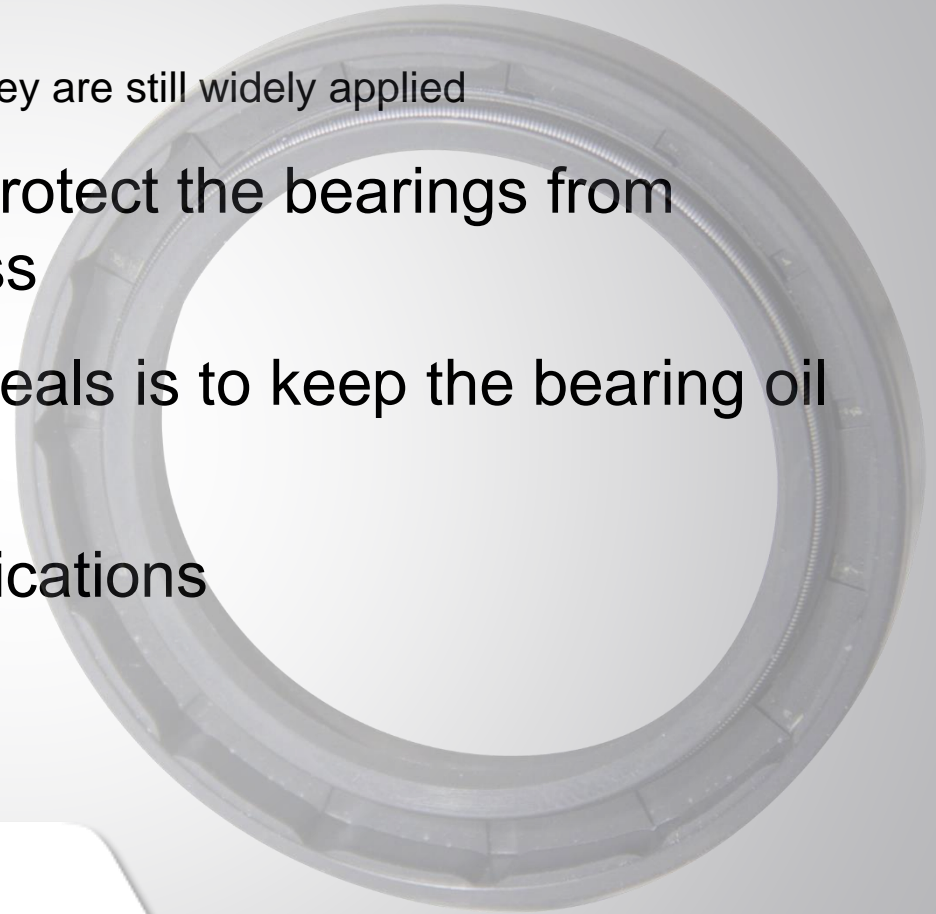 ey are still widely applied
rotect the bearings from
ss
eals is to keep the bearing oil
ications